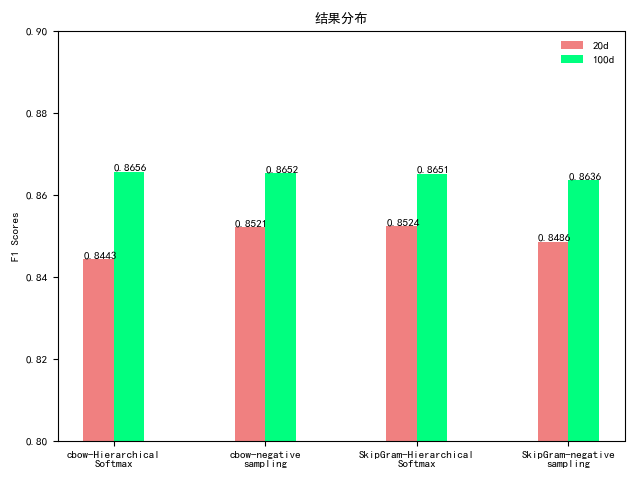 结果分布
20d
100d
F1 Scores
0.90
0.88
0.86
0.84
0.82
0.80
0.8443
0.8656
0.8521
0.8652
0.8524
0.8651
0.8486
0.8636
cbow-Hierarchical
Softmax
cbow-negative
sampling
SkipGram-Hierarchical
Softmax
SkipGram-negative
sampling